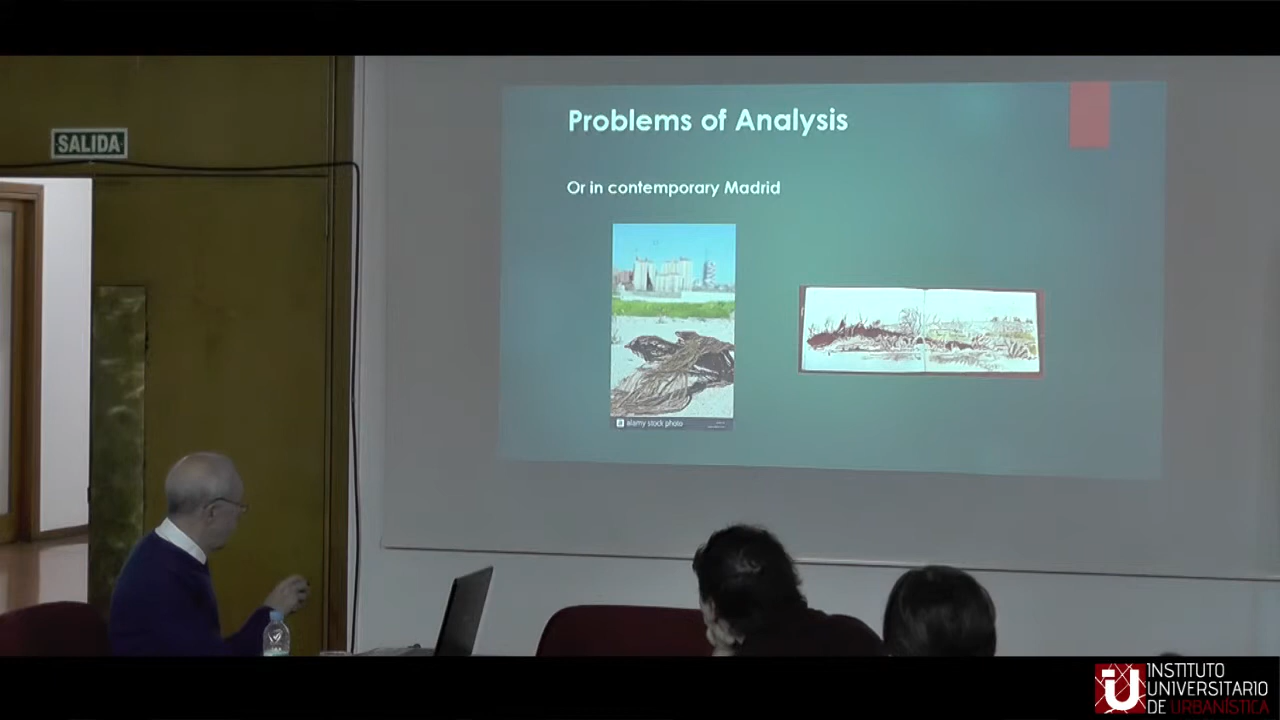 SALIDA
Problems of Analysis
Or in contemporary Madrid
a alamy stock photo
INSTITUTO
UNIVERSITARIO
DE URBANÍSTICA